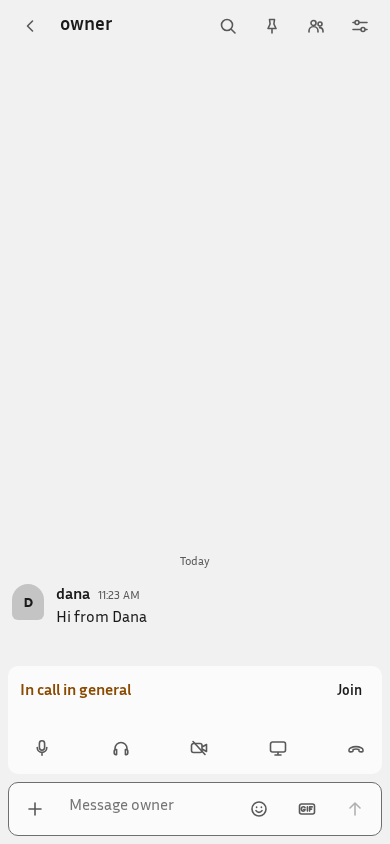 owner
Today
D
dana 11:23 AM
Hi from Dana
In call in general
Join
Message owner
GIF